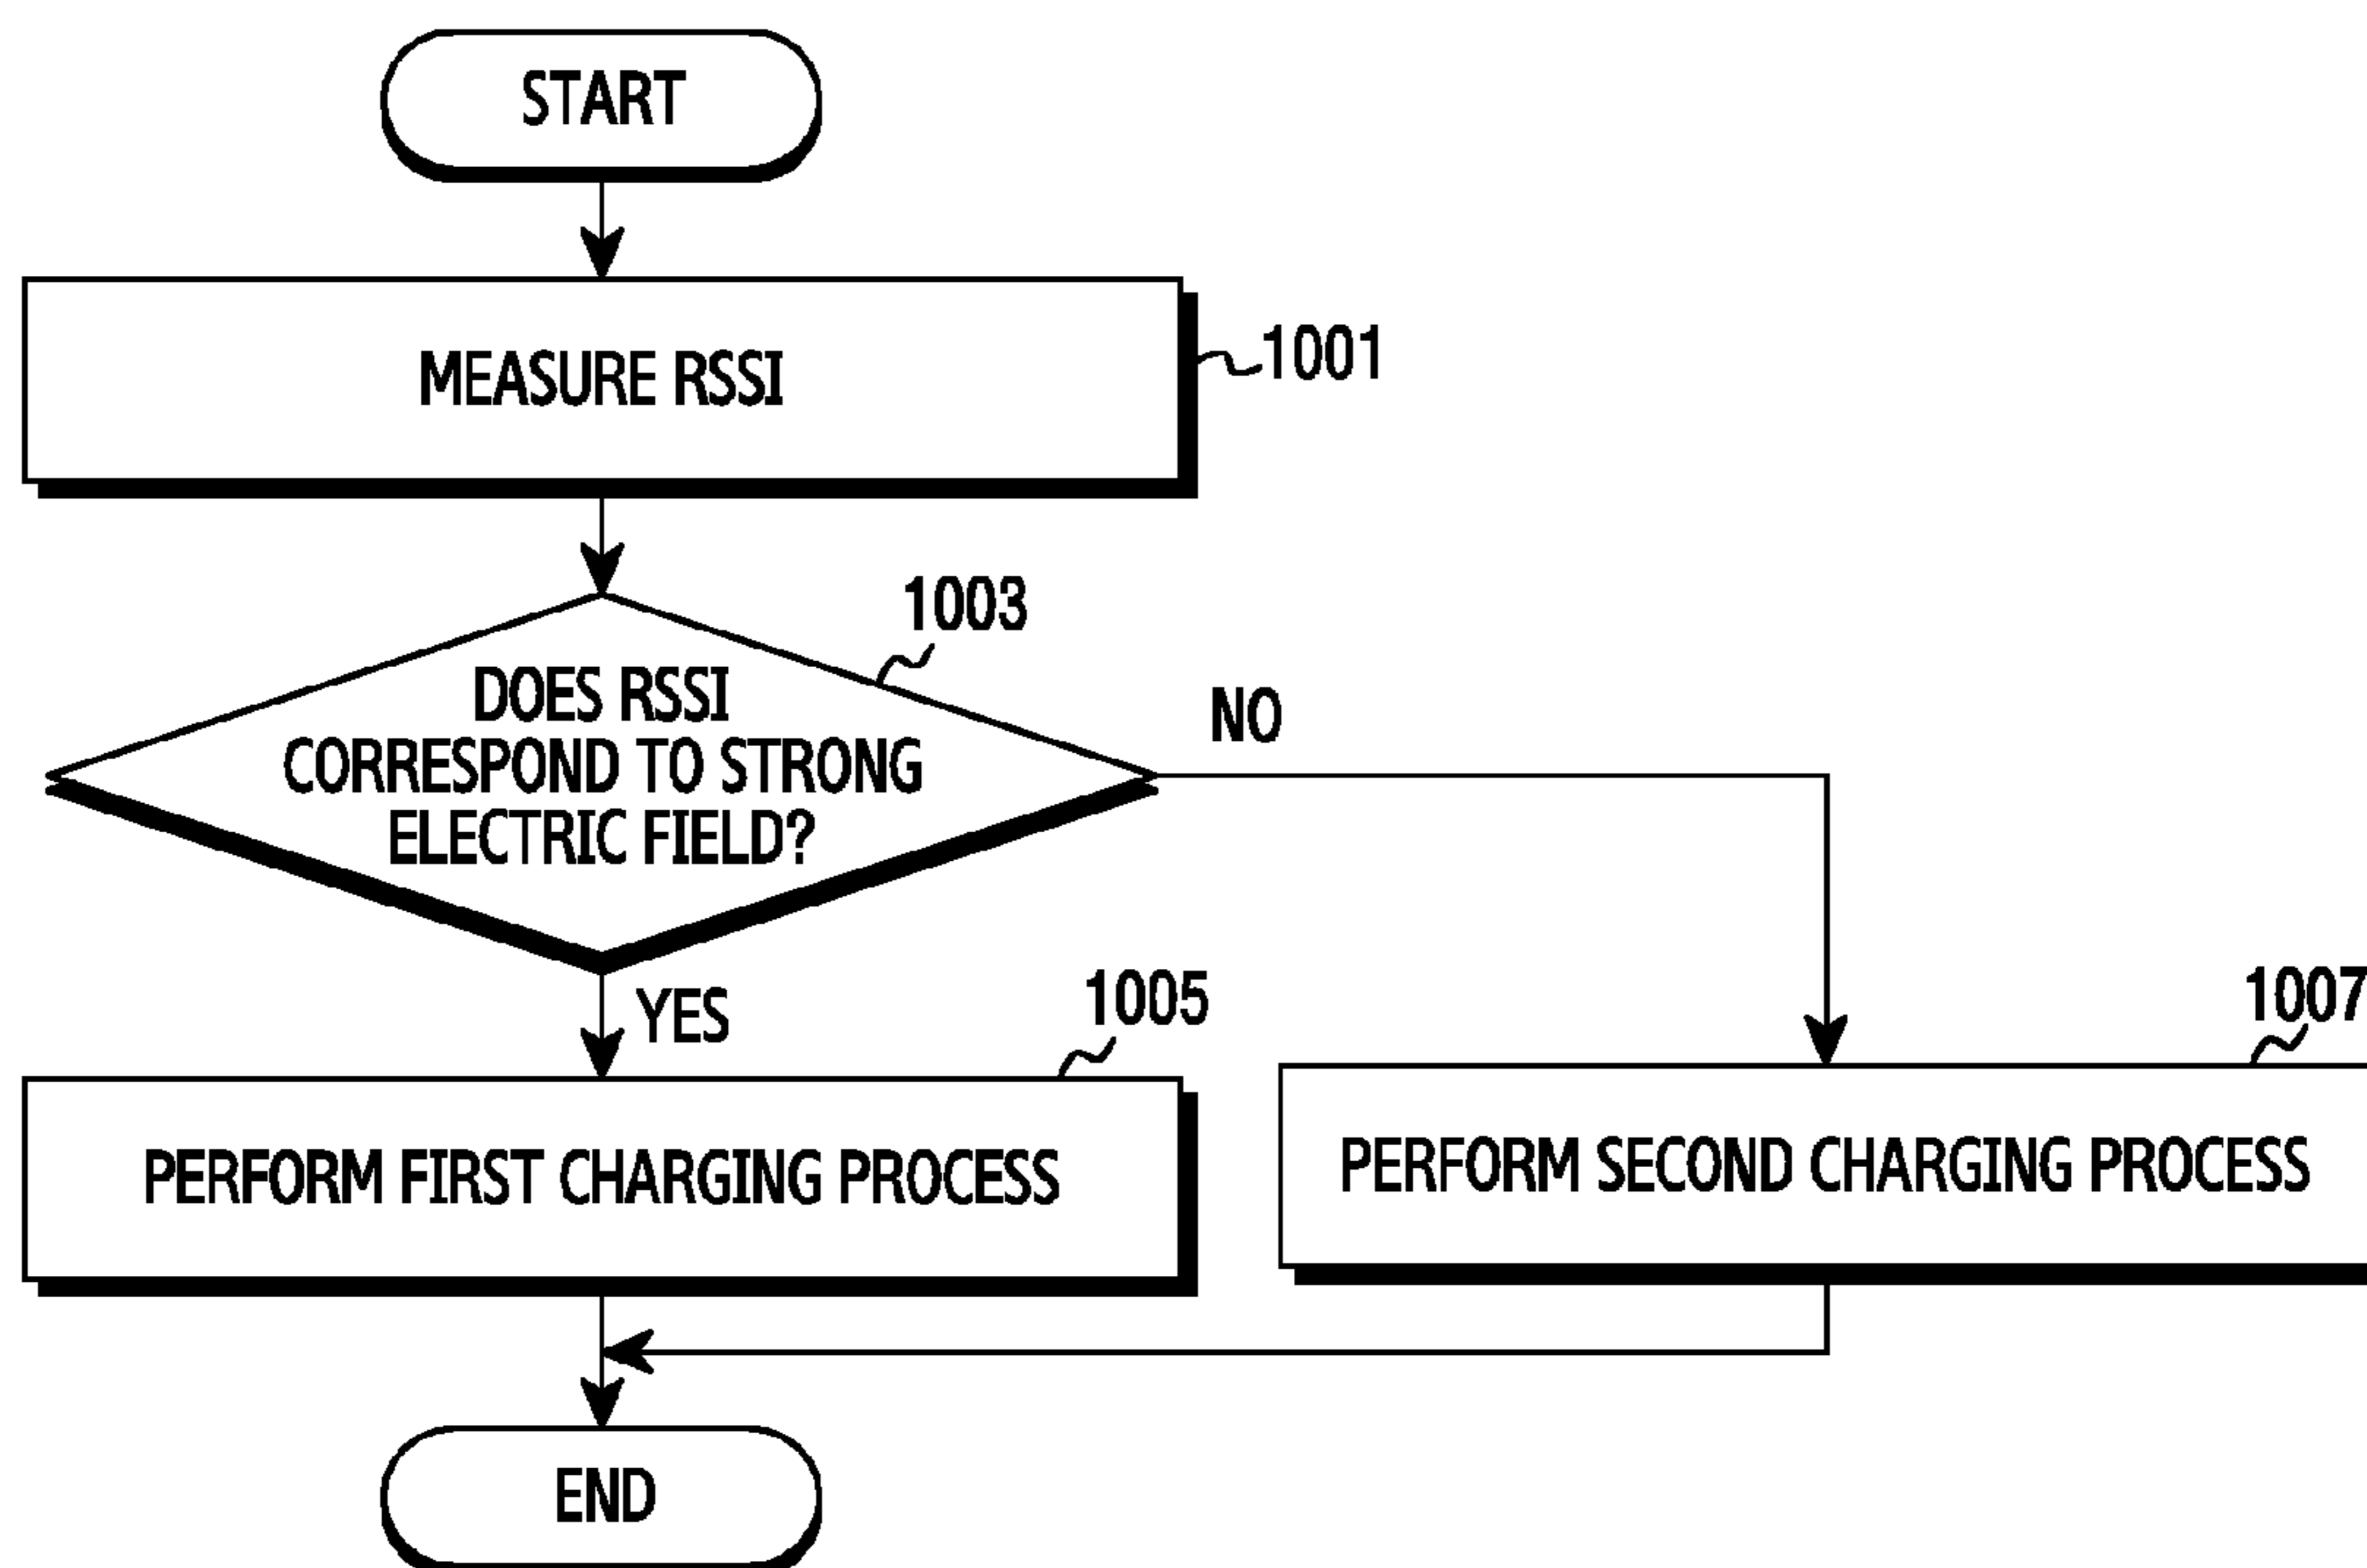 START
MEASURE RSSI
1001
1003
DOES RSSI
CORRESPOND TO STRONG
ELECTRIC FIELD?
NO
YES
1005
PERFORM FIRST CHARGING PROCESS
1007
PERFORM SECOND CHARGING PROCESS
END